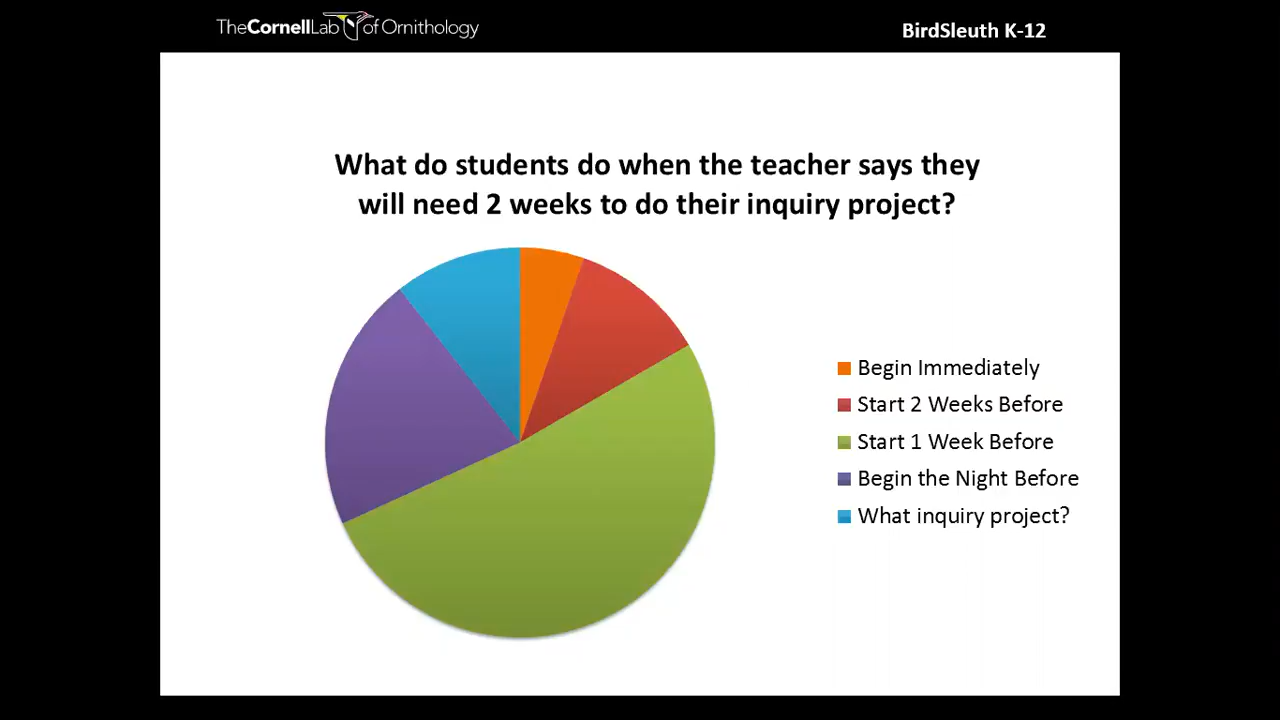 TheCornellLab of Ornithology
BirdSleuth K-12
What do students do when the teacher says they
will need 2 weeks to do their inquiry project?
Begin Immediately
Start 2 Weeks Before
Start 1 Week Before
Begin the Night Before
What inquiry project?